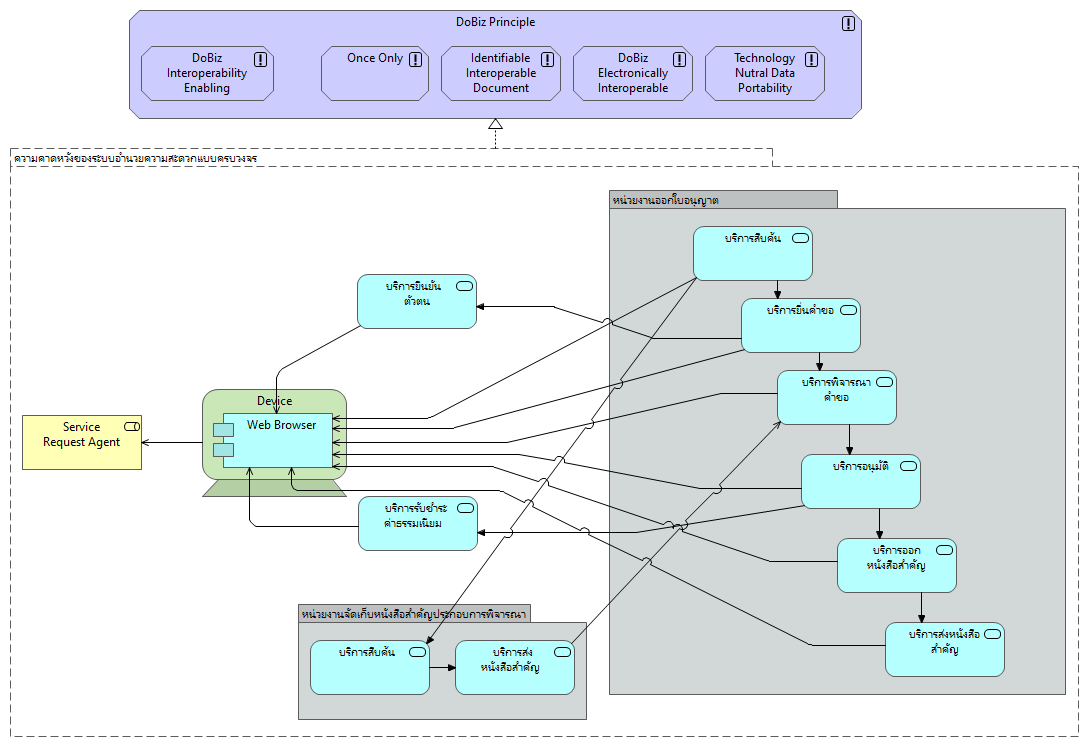 DoBiz Principle
DoBiz
Interoperability
Enabling
Once Only
Identifiable
Interoperable
Document
DoBiz
Electronically
Interoperable
Technology
Nutral Data
Portability
ความคาดหวังของระบบอำนวยความสะดวกแบบครบวงจร
หน่วยงานออกใบอนุญาต
บริการสืบค้น
บริการยืนยัน
ตัวตน
บริการยื่นคำขอ
บริการพิจารณา
คำขอ
Device
Web Browser
Service
Request Agent
บริการอนุมัติ
บริการรับชำระ
ค่าธรรมเนียม
บริการออก
หนังสือสำคัญ
หน่วยงานจัดเก็บหนังสือสำคัญประกอบการพิจารณา
บริการส่งหนังสือ
สำคัญ
บริการสืบค้น
บริการส่ง
หนังสือสำคัญ